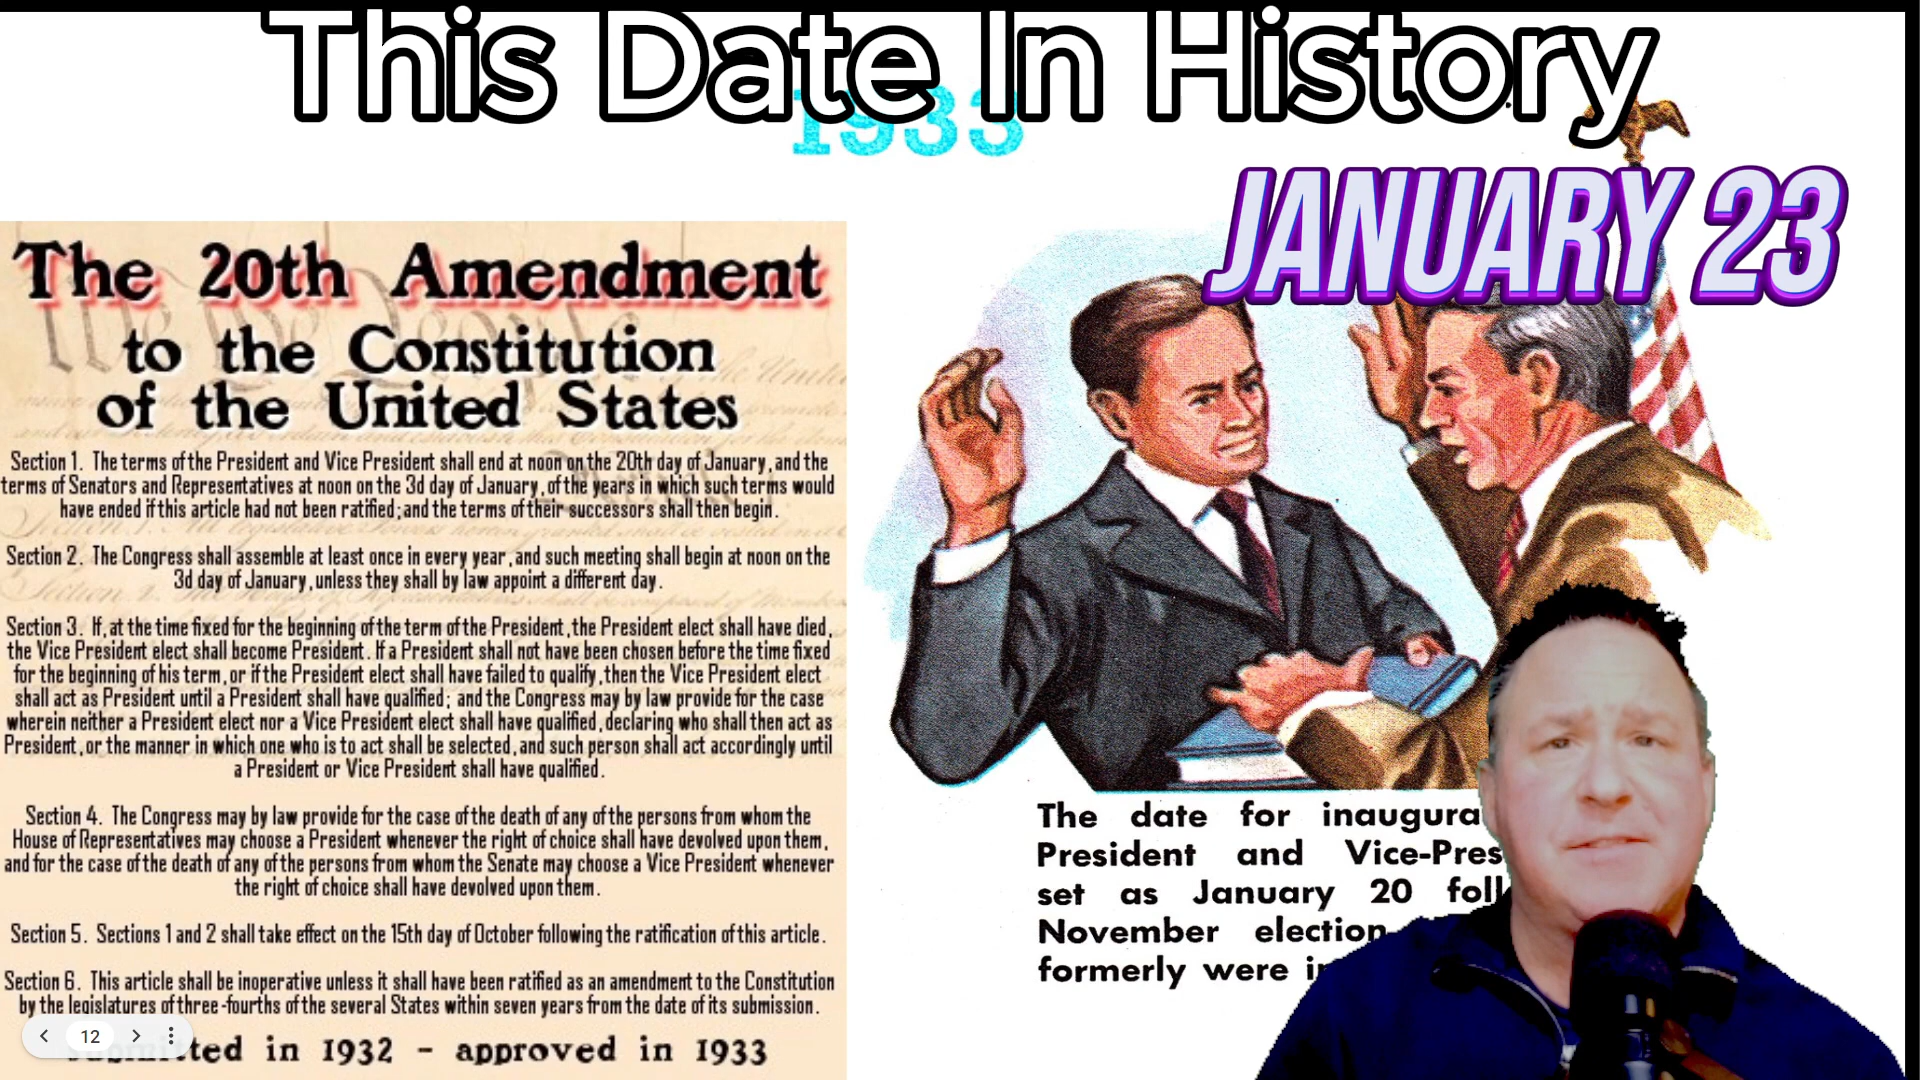 This Date In History
1933
JANUARY 23
The 20th Amendment
to the Constitution
of the United States
Section 1. The terms of the President and Vice President shall end at noon on the 20th day of January, and the
terms of Senators and Representatives at noon on the 3d day of January, of the years in which such terms would
have ended if this article had not been ratified; and the terms of their successors shall then begin.
Section 2. The Congress shall assemble at least once in every year, and such meeting shall begin at noon on the
3d day of January, unless they shall by law appoint a different day.
Section 3. If, at the time fixed for the beginning of the term of the President, the President elect shall have died,
the Vice President elect shall become President. If a President shall not have been chosen before the time fixed
for the beginning of his term, or if the President elect shall have failed to qualify, then the Vice President elect
shall act as President until a President shall have qualified; and the Congress may by law provide for the case
wherein neither a President elect nor a Vice President elect shall have qualified, declaring who shall then act as
President, or the manner in which one who is to act shall be selected, and such person shall act accordingly until
a President or Vice President shall have qualified.
Section 4. The Congress may by law provide for the case of the death of any of the persons from whom the
House of Representatives may choose a President whenever the right of choice shall have devolved upon them,
and for the case of the death of any of the persons from whom the Senate may choose a Vice President whenever
the right of choice shall have devolved upon them.
Section 5. Sections 1 and 2 shall take effect on the 15th day of October following the ratification of this article.
Section 6. This article shall be inoperative unless it shall have been ratified as an amendment to the Constitution
by the legislatures of three-fourths of the several States within seven years from the date of its submission.
submitted in 1932 - approved in 1933
12
The date for inaugura
President and Vice-Pres
set as January 20 foll
November election
formerly were in